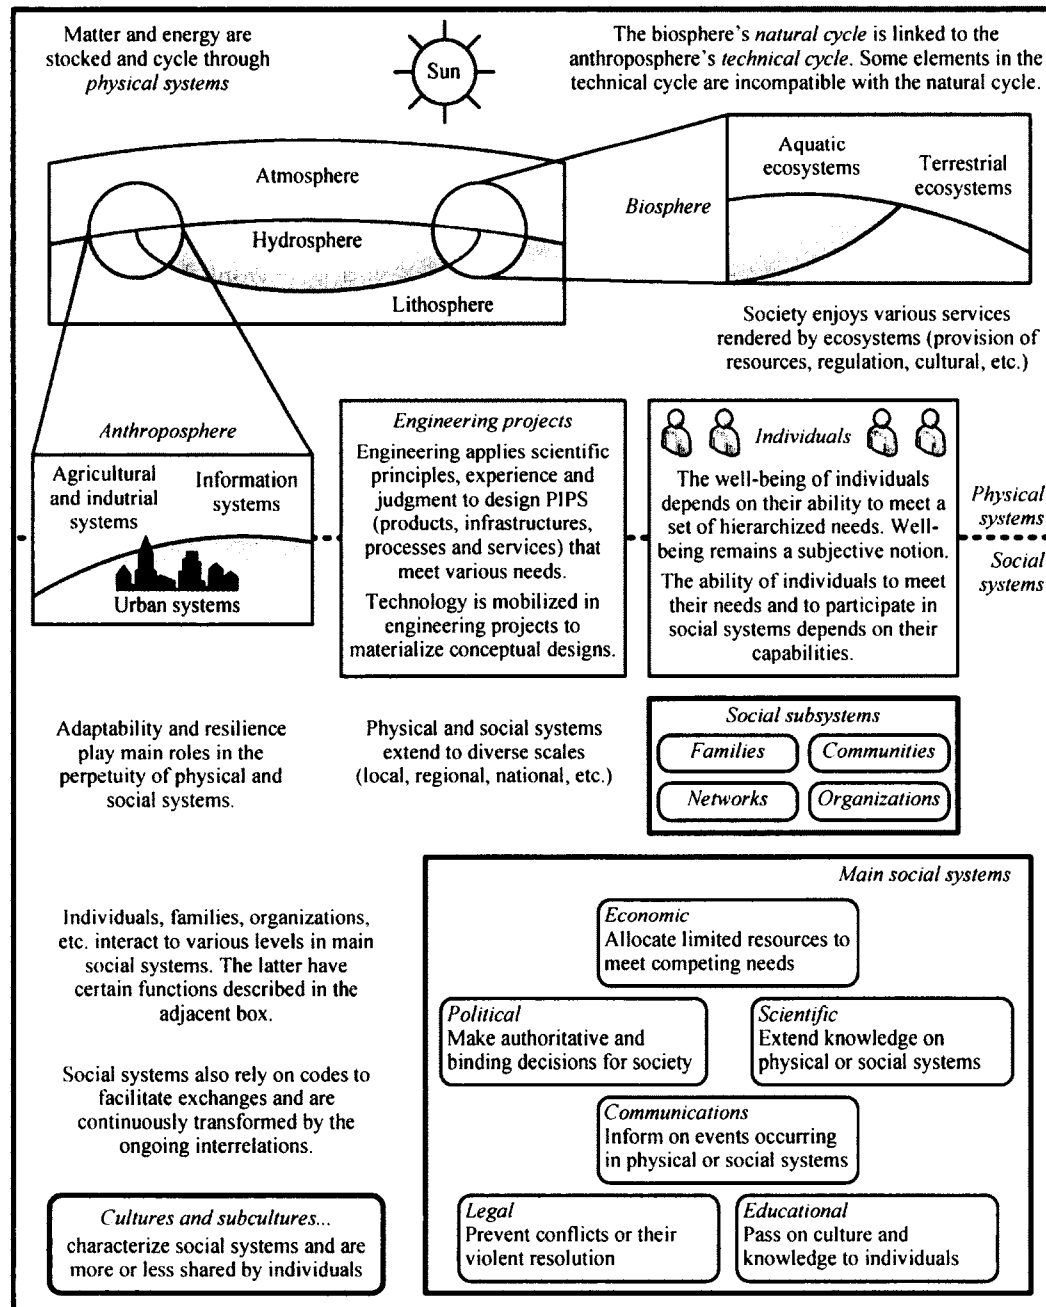 Matter and energy are
stocked and cycle through
physical systems
Sun
The biosphere's natural cycle is linked to the
anthroposphere's technical cycle. Some elements in the
technical cycle are incompatible with the natural cycle.
Atmosphere
Hydrosphere
Lithosphere
Biosphere
Aquatic
ecosystems
Terrestrial
ecosystems
Society enjoys various services
rendered by ecosystems (provision of
resources, regulation, cultural, etc.)
Anthroposphere
Agricultural
and indutrial
systems
Information
systems
Urban systems
Engineering projects
Engineering applies scientific
principles, experience and
judgment to design PIPS
(products, infrastructures,
processes and services) that
meet various needs.
Technology is mobilized in
engineering projects to
materialize conceptual designs.
Individuals
The well-being of individuals
depends on their ability to meet a
set of hierarchized needs. Well-
being remains a subjective notion.
The ability of individuals to meet
their needs and to participate in
social systems depends on their
capabilities.
Physical
systems
Social
systems
Adaptability and resilience
play main roles in the
perpetuity of physical and
social systems.
Physical and social systems
extend to diverse scales
(local, regional, national, etc.)
Social subsystems
Families
Communities
Networks
Organizations
Individuals, families, organizations,
etc. interact to various levels in main
social systems. The latter have
certain functions described in the
adjacent box.
Social systems also rely on codes to
facilitate exchanges and are
continuously transformed by the
ongoing interrelations.
Cultures and subcultures...
characterize social systems and are
more or less shared by individuals
Main social systems
Economic
Allocate limited resources to
meet competing needs
Political
Make authoritative and
binding decisions for society
Scientific
Extend knowledge on
physical or social systems
Communications
Inform on events occurring
in physical or social systems
Legal
Prevent conflicts or their
violent resolution
Educational
Pass on culture and
knowledge to individuals